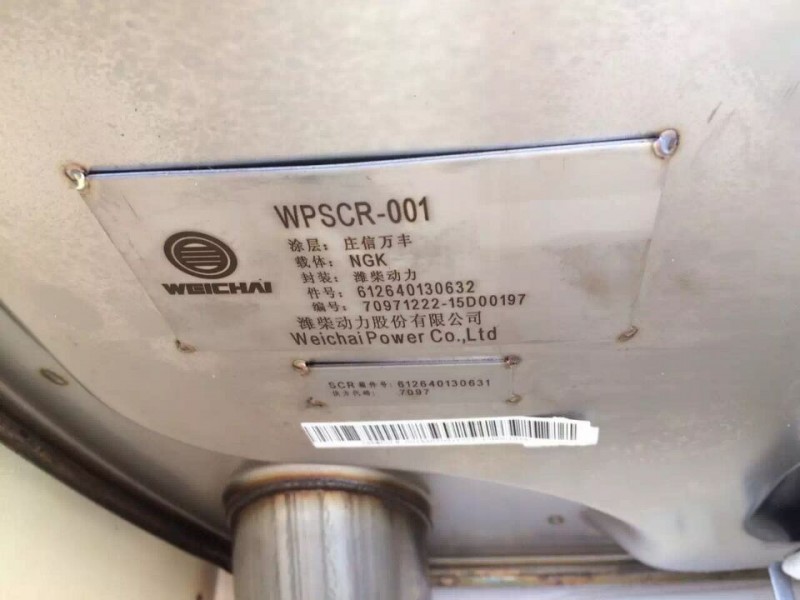 WPSCR-001
涂层: 庄信万丰
载体: NGK
封装: 潍柴动力
件号: 612640130632
编号: 70971222-15D00197
潍柴动力股份有限公司
Weichai Power Co.,Ltd
WEICHAI
SCR 件号: 612640130631
7097